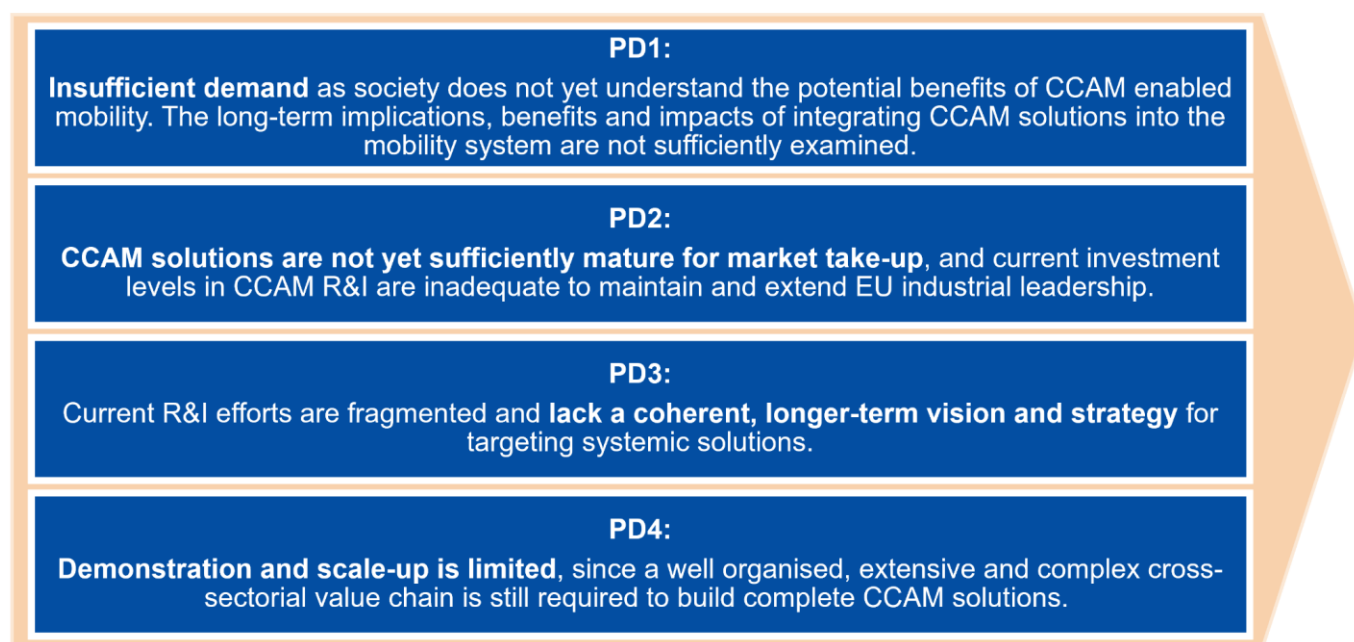 PD1:
Insufficient demand as society does not yet understand the potential benefits of CCAM enabled
mobility. The long-term implications, benefits and impacts of integrating CCAM solutions into the
mobility system are not sufficiently examined.
PD2:
CCAM solutions are not yet sufficiently mature for market take-up, and current investment
levels in CCAM R&I are inadequate to maintain and extend EU industrial leadership.
PD3:
Current R&I efforts are fragmented and lack a coherent, longer-term vision and strategy for
targeting systemic solutions.
PD4:
Demonstration and scale-up is limited, since a well organised, extensive and complex cross-
sectorial value chain is still required to build complete CCAM solutions.